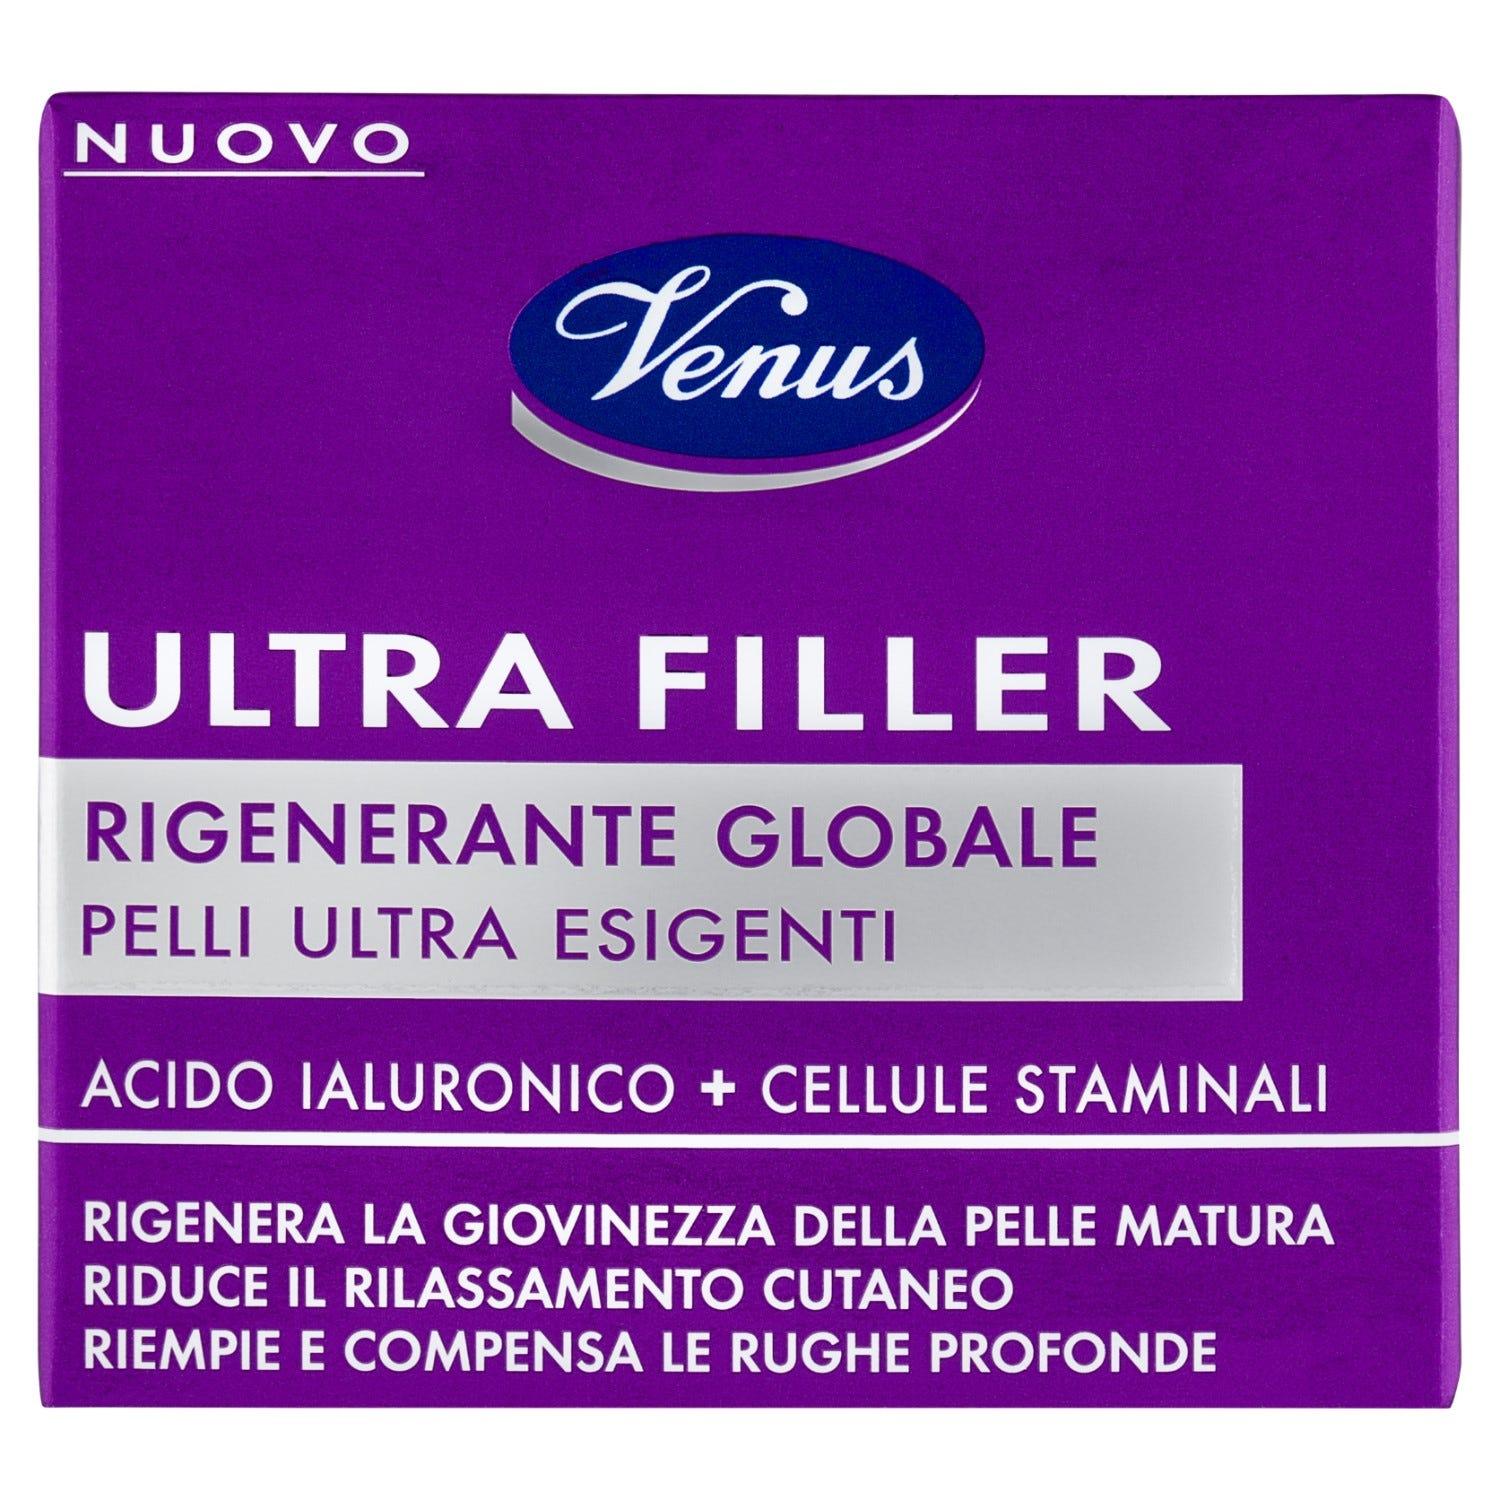 NUOVO
Venus
ULTRA FILLER
RIGENERANTE GLOBALE
PELLI ULTRA ESIGENTI
ACIDO IALURONICO + CELLULE STAMINALI
RIGENERA LA GIOVINEZZA DELLA PELLE MATURA
RIDUCE IL RILASSAMENTO CUTANEO
RIEMPIE E COMPENSA LE RUGHE PROFONDE